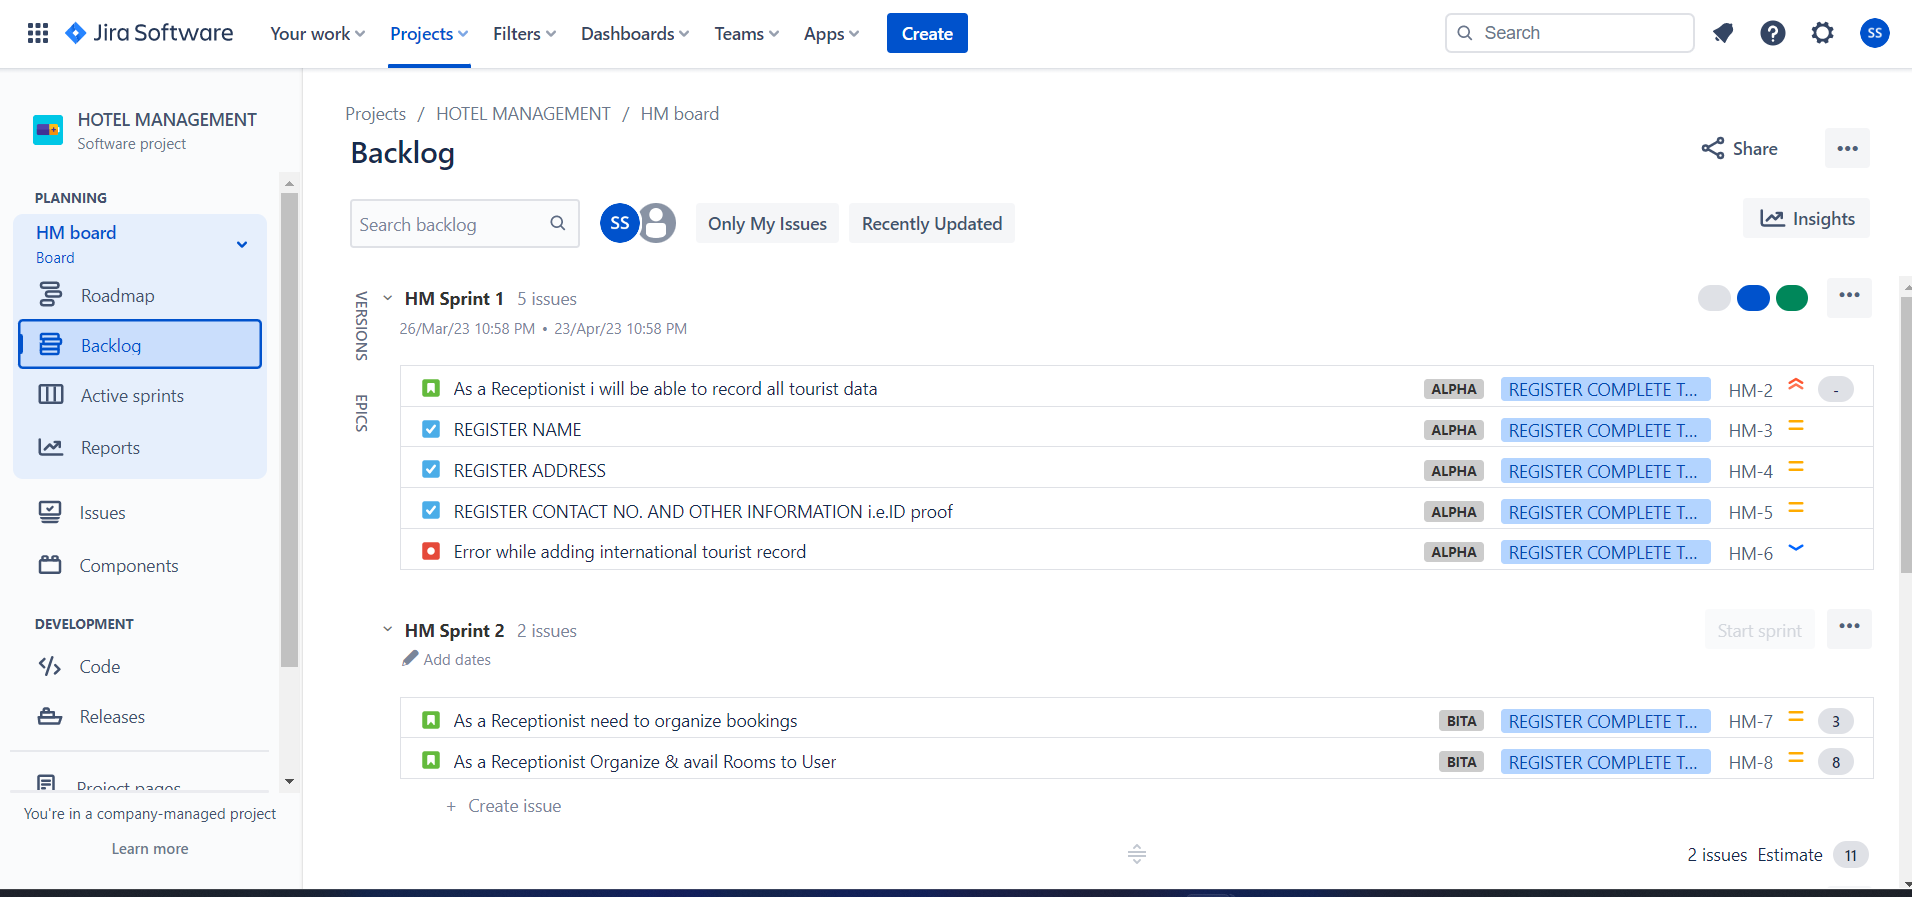 Jira Software Your work Projects Filters Dashboards Teams Apps Create Search SS
HOTEL MANAGEMENT
Software project
PLANNING
HM board
Board
Roadmap
Backlog
Active sprints
Reports
Issues
Components
DEVELOPMENT
Code
Releases
Project pages
You're in a company-managed project
Learn more
Projects / HOTEL MANAGEMENT / HM board
Backlog
Share
Search backlog SS Only My Issues Recently Updated Insights
VERSIONS
EPICS
HM Sprint 1 5 issues
26/Mar/23 10:58 PM • 23/Apr/23 10:58 PM
As a Receptionist i will be able to record all tourist data ALPHA REGISTER COMPLETE T... HM-2 -
REGISTER NAME ALPHA REGISTER COMPLETE T... HM-3
REGISTER ADDRESS ALPHA REGISTER COMPLETE T... HM-4
REGISTER CONTACT NO. AND OTHER INFORMATION i.e.ID proof ALPHA REGISTER COMPLETE T... HM-5
Error while adding international tourist record ALPHA REGISTER COMPLETE T... HM-6
HM Sprint 2 2 issues Start sprint
Add dates
As a Receptionist need to organize bookings BITA REGISTER COMPLETE T... HM-7 3
As a Receptionist Organize & avail Rooms to User BITA REGISTER COMPLETE T... HM-8 8
+ Create issue
2 issues Estimate 11